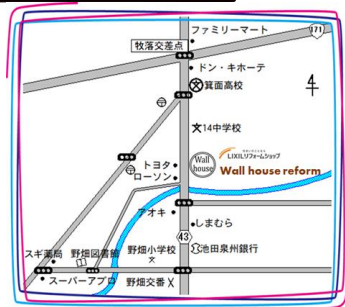 ファミリーマート
171
牧落交差点
ドン・キホーテ
箕面高校
14中学校
Wall house
LIXILリフォームショップ
Wall house reform
トヨタ
ローソン
アオキ
しまむら
43
野畑小学校
池田泉州銀行
スギ薬局
野畑図書館
スーパーアプロ
野畑交番